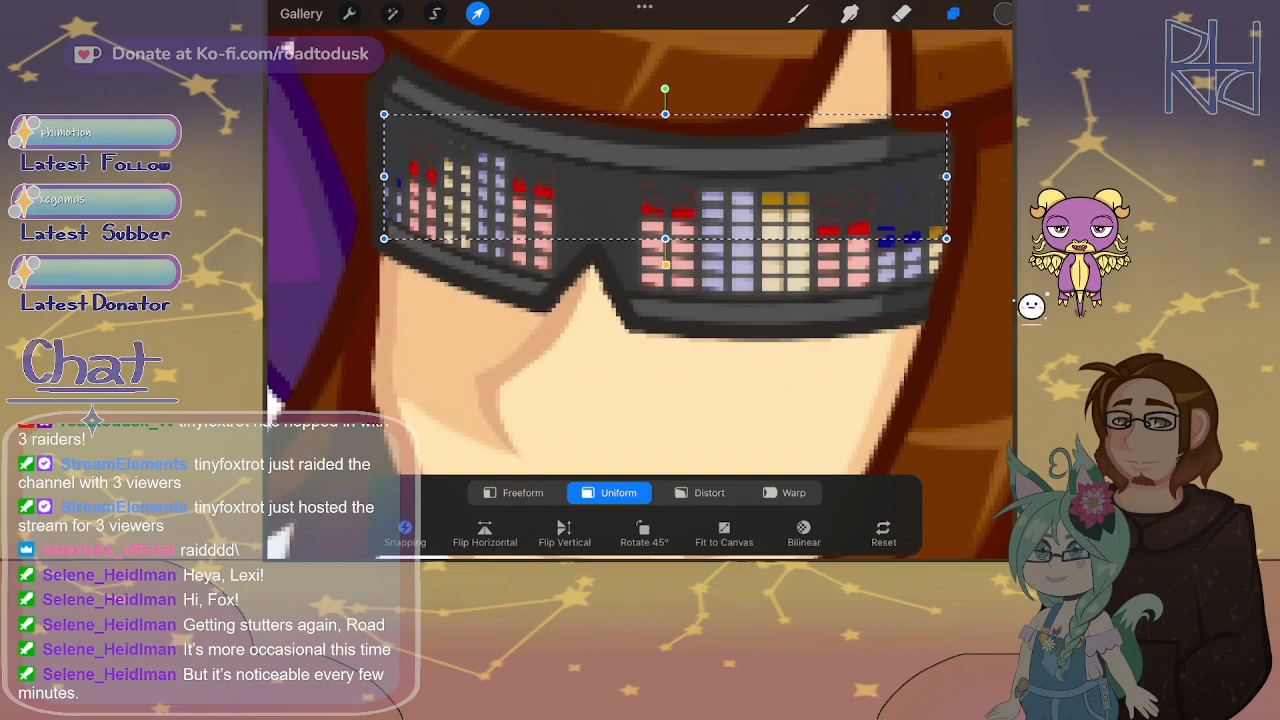 Gallery
Donate at Ko-fi.com/roadtodusk
phimotion
Latest Follow
xcgamas
Latest Subber
Latest Donator
Chat
3 raiders!
StreamElements tinyfoxtrot just raided the
channel with 3 viewers
StreamElements tinyfoxtrot just hosted the
stream for 3 viewers
raidddd\
Selene_Heidlman Heya, Lexi!
Selene_Heidlman Hi, Fox!
Selene_Heidlman Getting stutters again, Road
Selene_Heidlman It's more occasional this time
Selene_Heidlman But it's noticeable every few
minutes.
Freeform Uniform Distort Warp
Snapping Flip Horizontal Flip Vertical Rotate 45° Fit to Canvas Bilinear Reset